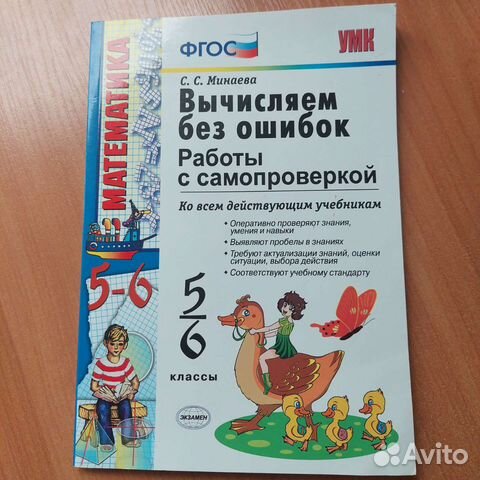 ФГОС
УМК
С. С. Минаева
Вычисляем
без ошибок
Работы
с самопроверкой
Ко всем действующим учебникам
• Оперативно проверяют знания,
умения и навыки
• Выявляют пробелы в знаниях
• Требуют актуализации знаний, оценки
ситуации, выбора действия
• Соответствуют учебному стандарту
5
6
классы
ЭКЗАМЕН
МАТЕМАТИКА
5-6
Avito